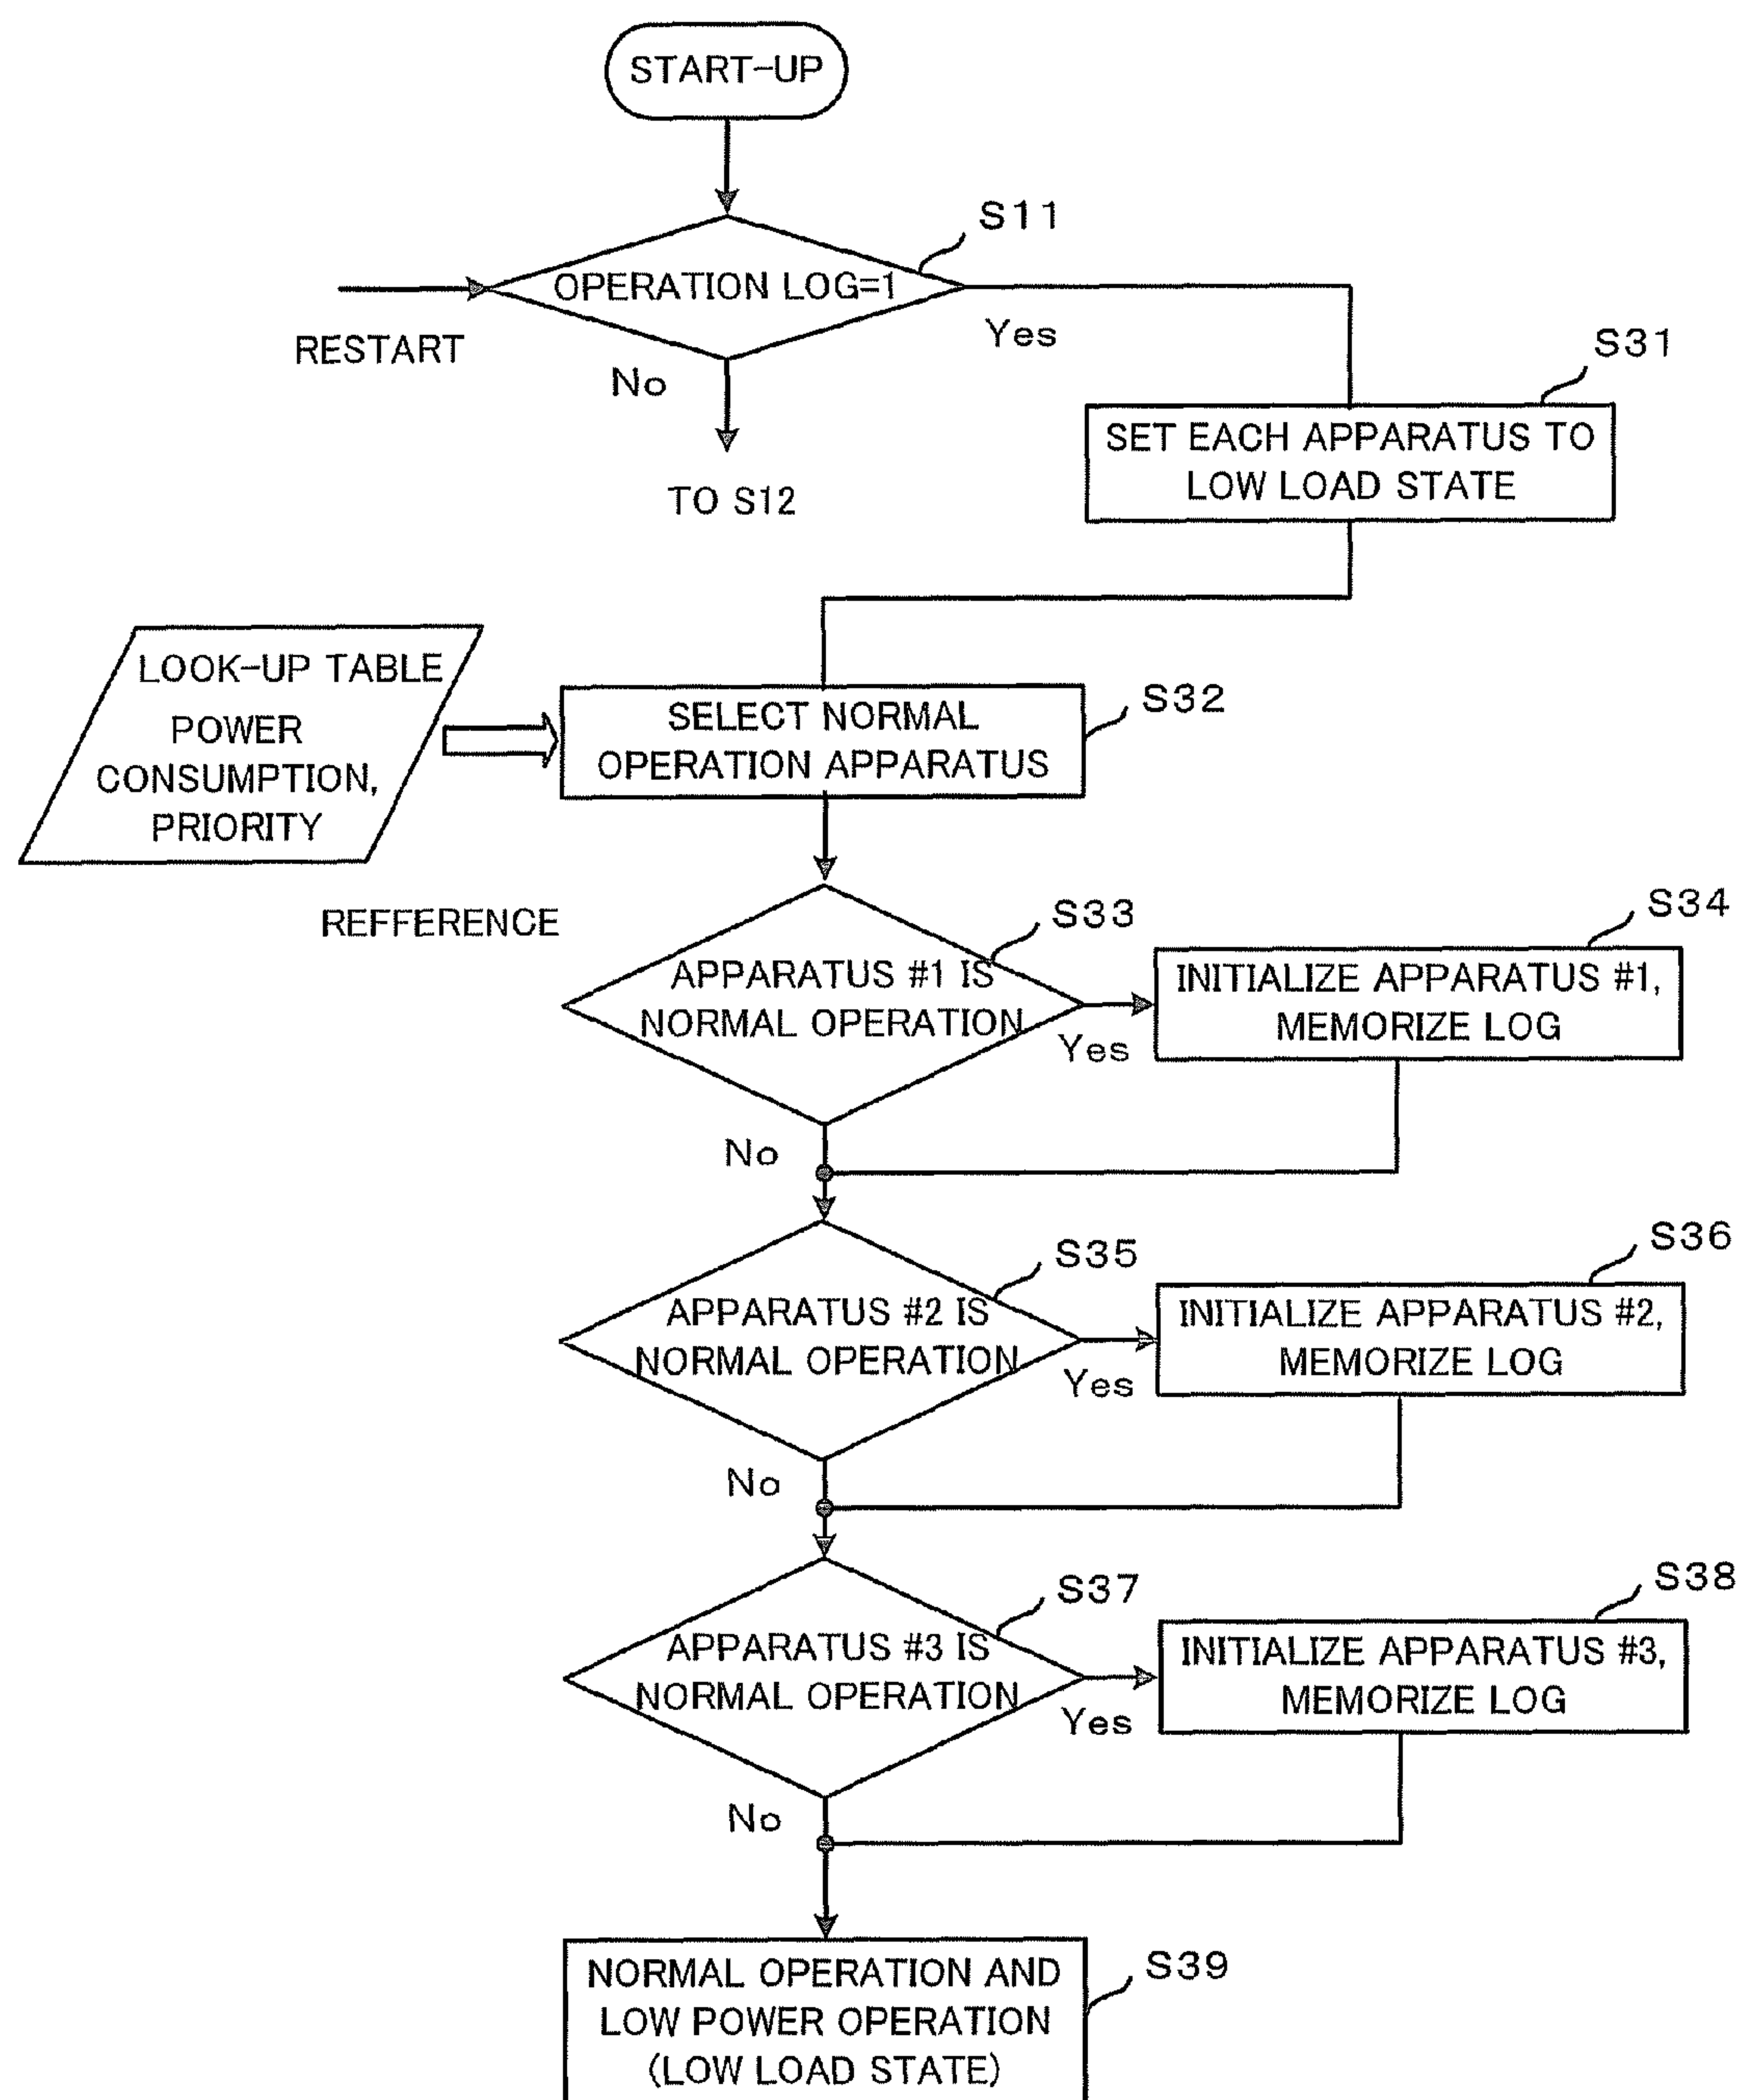 START-UP
S11
OPERATION LOG=1
RESTART
Yes
No
TO S12
S31
SET EACH APPARATUS TO
LOW LOAD STATE
LOOK-UP TABLE
POWER
CONSUMPTION,
PRIORITY
S32
SELECT NORMAL
OPERATION APPARATUS
REFFERENCE
S33
APPARATUS #1 IS
NORMAL OPERATION
Yes
No
S34
INITIALIZE APPARATUS #1,
MEMORIZE LOG
S35
APPARATUS #2 IS
NORMAL OPERATION
Yes
No
S36
INITIALIZE APPARATUS #2,
MEMORIZE LOG
S37
APPARATUS #3 IS
NORMAL OPERATION
Yes
No
S38
INITIALIZE APPARATUS #3,
MEMORIZE LOG
S39
NORMAL OPERATION AND
LOW POWER OPERATION
(LOW LOAD STATE)